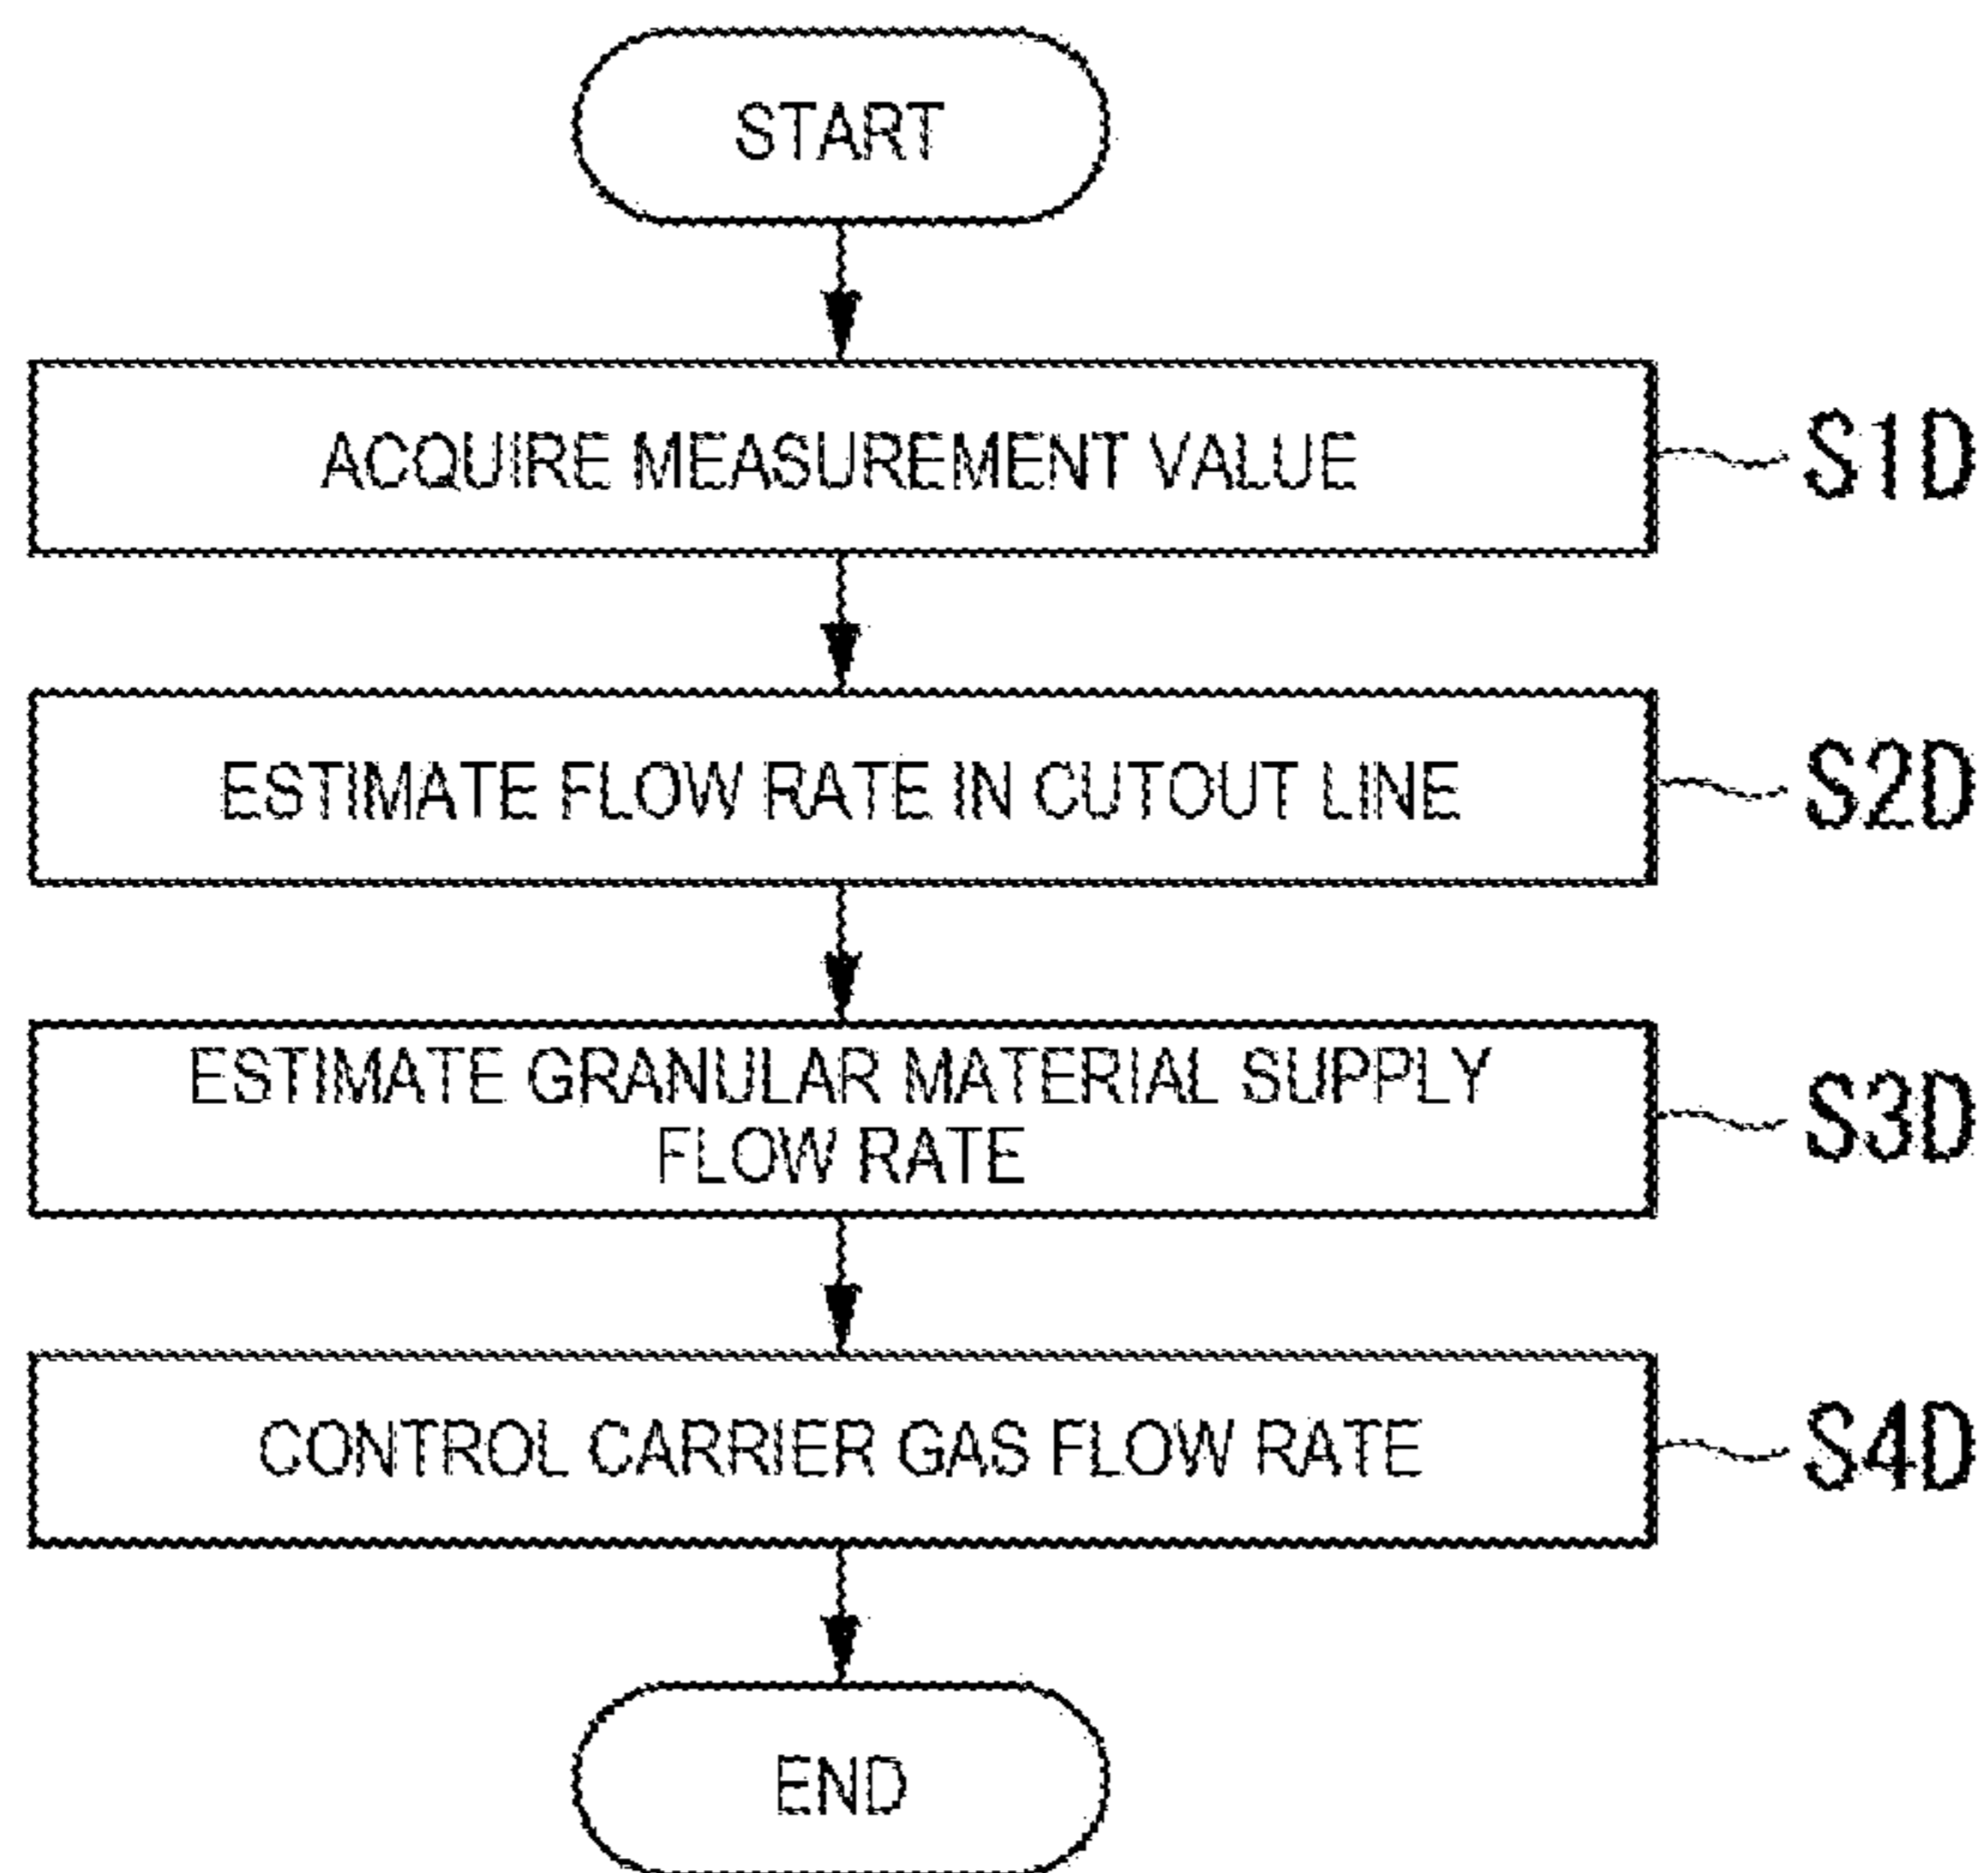 START
ACQUIRE MEASUREMENT VALUE
S1D
ESTIMATE FLOW RATE IN CUTOUT LINE
S2D
ESTIMATE GRANULAR MATERIAL SUPPLY
FLOW RATE
S3D
CONTROL CARRIER GAS FLOW RATE
S4D
END